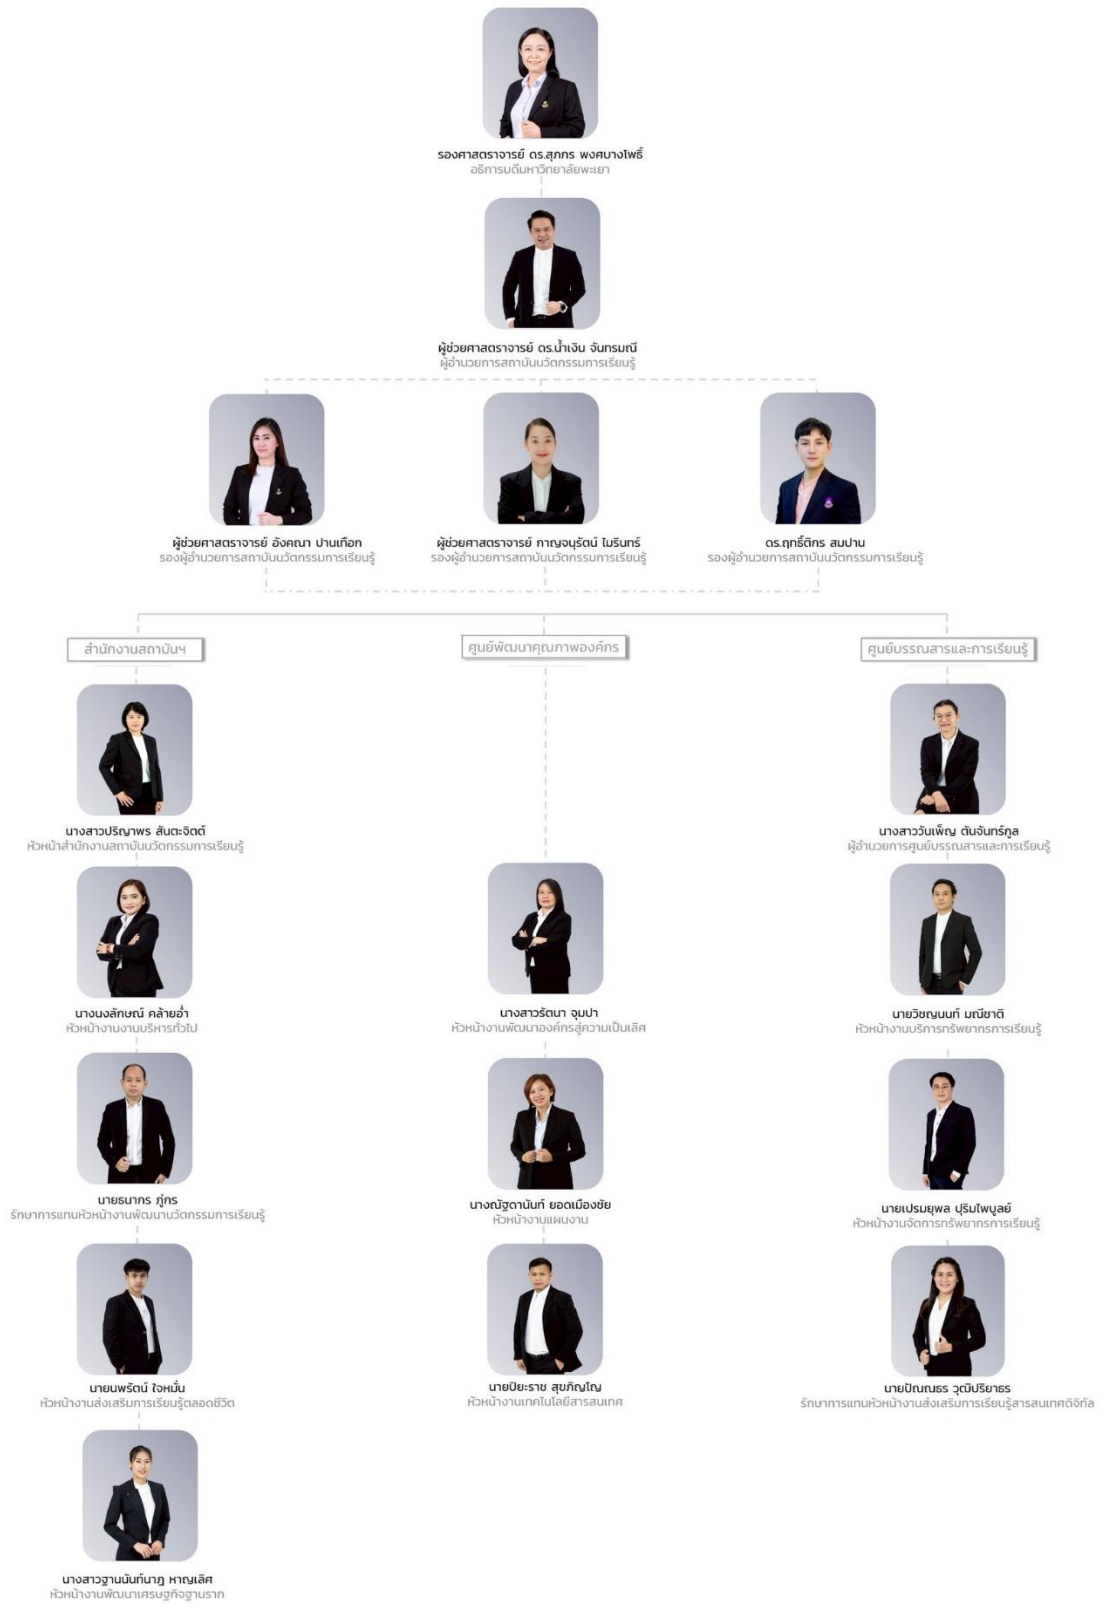 รองศาสตราจารย์ ดร.สุภกร พงศบางโพธิ์
อธิการบดีมหาวิทยาลัยพะเยา
ผู้ช่วยศาสตราจารย์ ดร.น้ำเงิน จันทรมณี
ผู้อำนวยการสถาบันนวัตกรรมการเรียนรู้
ผู้ช่วยศาสตราจารย์ อังคณา ปานเทือก
รองผู้อำนวยการสถาบันนวัตกรรมการเรียนรู้
ผู้ช่วยศาสตราจารย์ กาญจนุรัตน์ ไมรินทร์
รองผู้อำนวยการสถาบันนวัตกรรมการเรียนรู้
ดร.ฤทธิ์ติกร สมปาน
รองผู้อำนวยการสถาบันนวัตกรรมการเรียนรู้
สำนักงานสถาบันฯ
ศูนย์พัฒนาคุณภาพองค์กร
ศูนย์บรรณสารและการเรียนรู้
นางสาวปริญาพร สันตะจิตต์
หัวหน้าสำนักงานสถาบันนวัตกรรมการเรียนรู้
นางสาววันเพ็ญ ตันจันทร์กูล
ผู้อำนวยการศูนย์บรรณสารและการเรียนรู้
นางนงลักษณ์ คล้ายอ่ำ
หัวหน้างานงานบริหารทั่วไป
นางสาวรัตนา จุมปา
หัวหน้างานพัฒนาองค์กรสู่ความเป็นเลิศ
นายวิชญนนท์ มณีชาติ
หัวหน้างานบริการทรัพยากรการเรียนรู้
นายธนากร ภู่กร
รักษาการแทนหัวหน้างานพัฒนานวัตกรรมการเรียนรู้
นางณัฐดานันท์ ยอดเมืองชัย
หัวหน้างานแผนงาน
นายเปรมยุพล ปุริมไพบูลย์
หัวหน้างานจัดการทรัพยากรการเรียนรู้
นายนพรัตน์ ใจหมั่น
หัวหน้างานส่งเสริมการเรียนรู้ตลอดชีวิต
นายปิยะราช สุขภิญโญ
หัวหน้างานเทคโนโลยีสารสนเทศ
นายปัณณธร วุฒิปริยาธร
รักษาการแทนหัวหน้างานส่งเสริมการเรียนรู้สารสนเทศดิจิทัล
นางสาวฐานนันท์นาฎ หาญเลิศ
หัวหน้างานพัฒนาเศรษฐกิจฐานราก